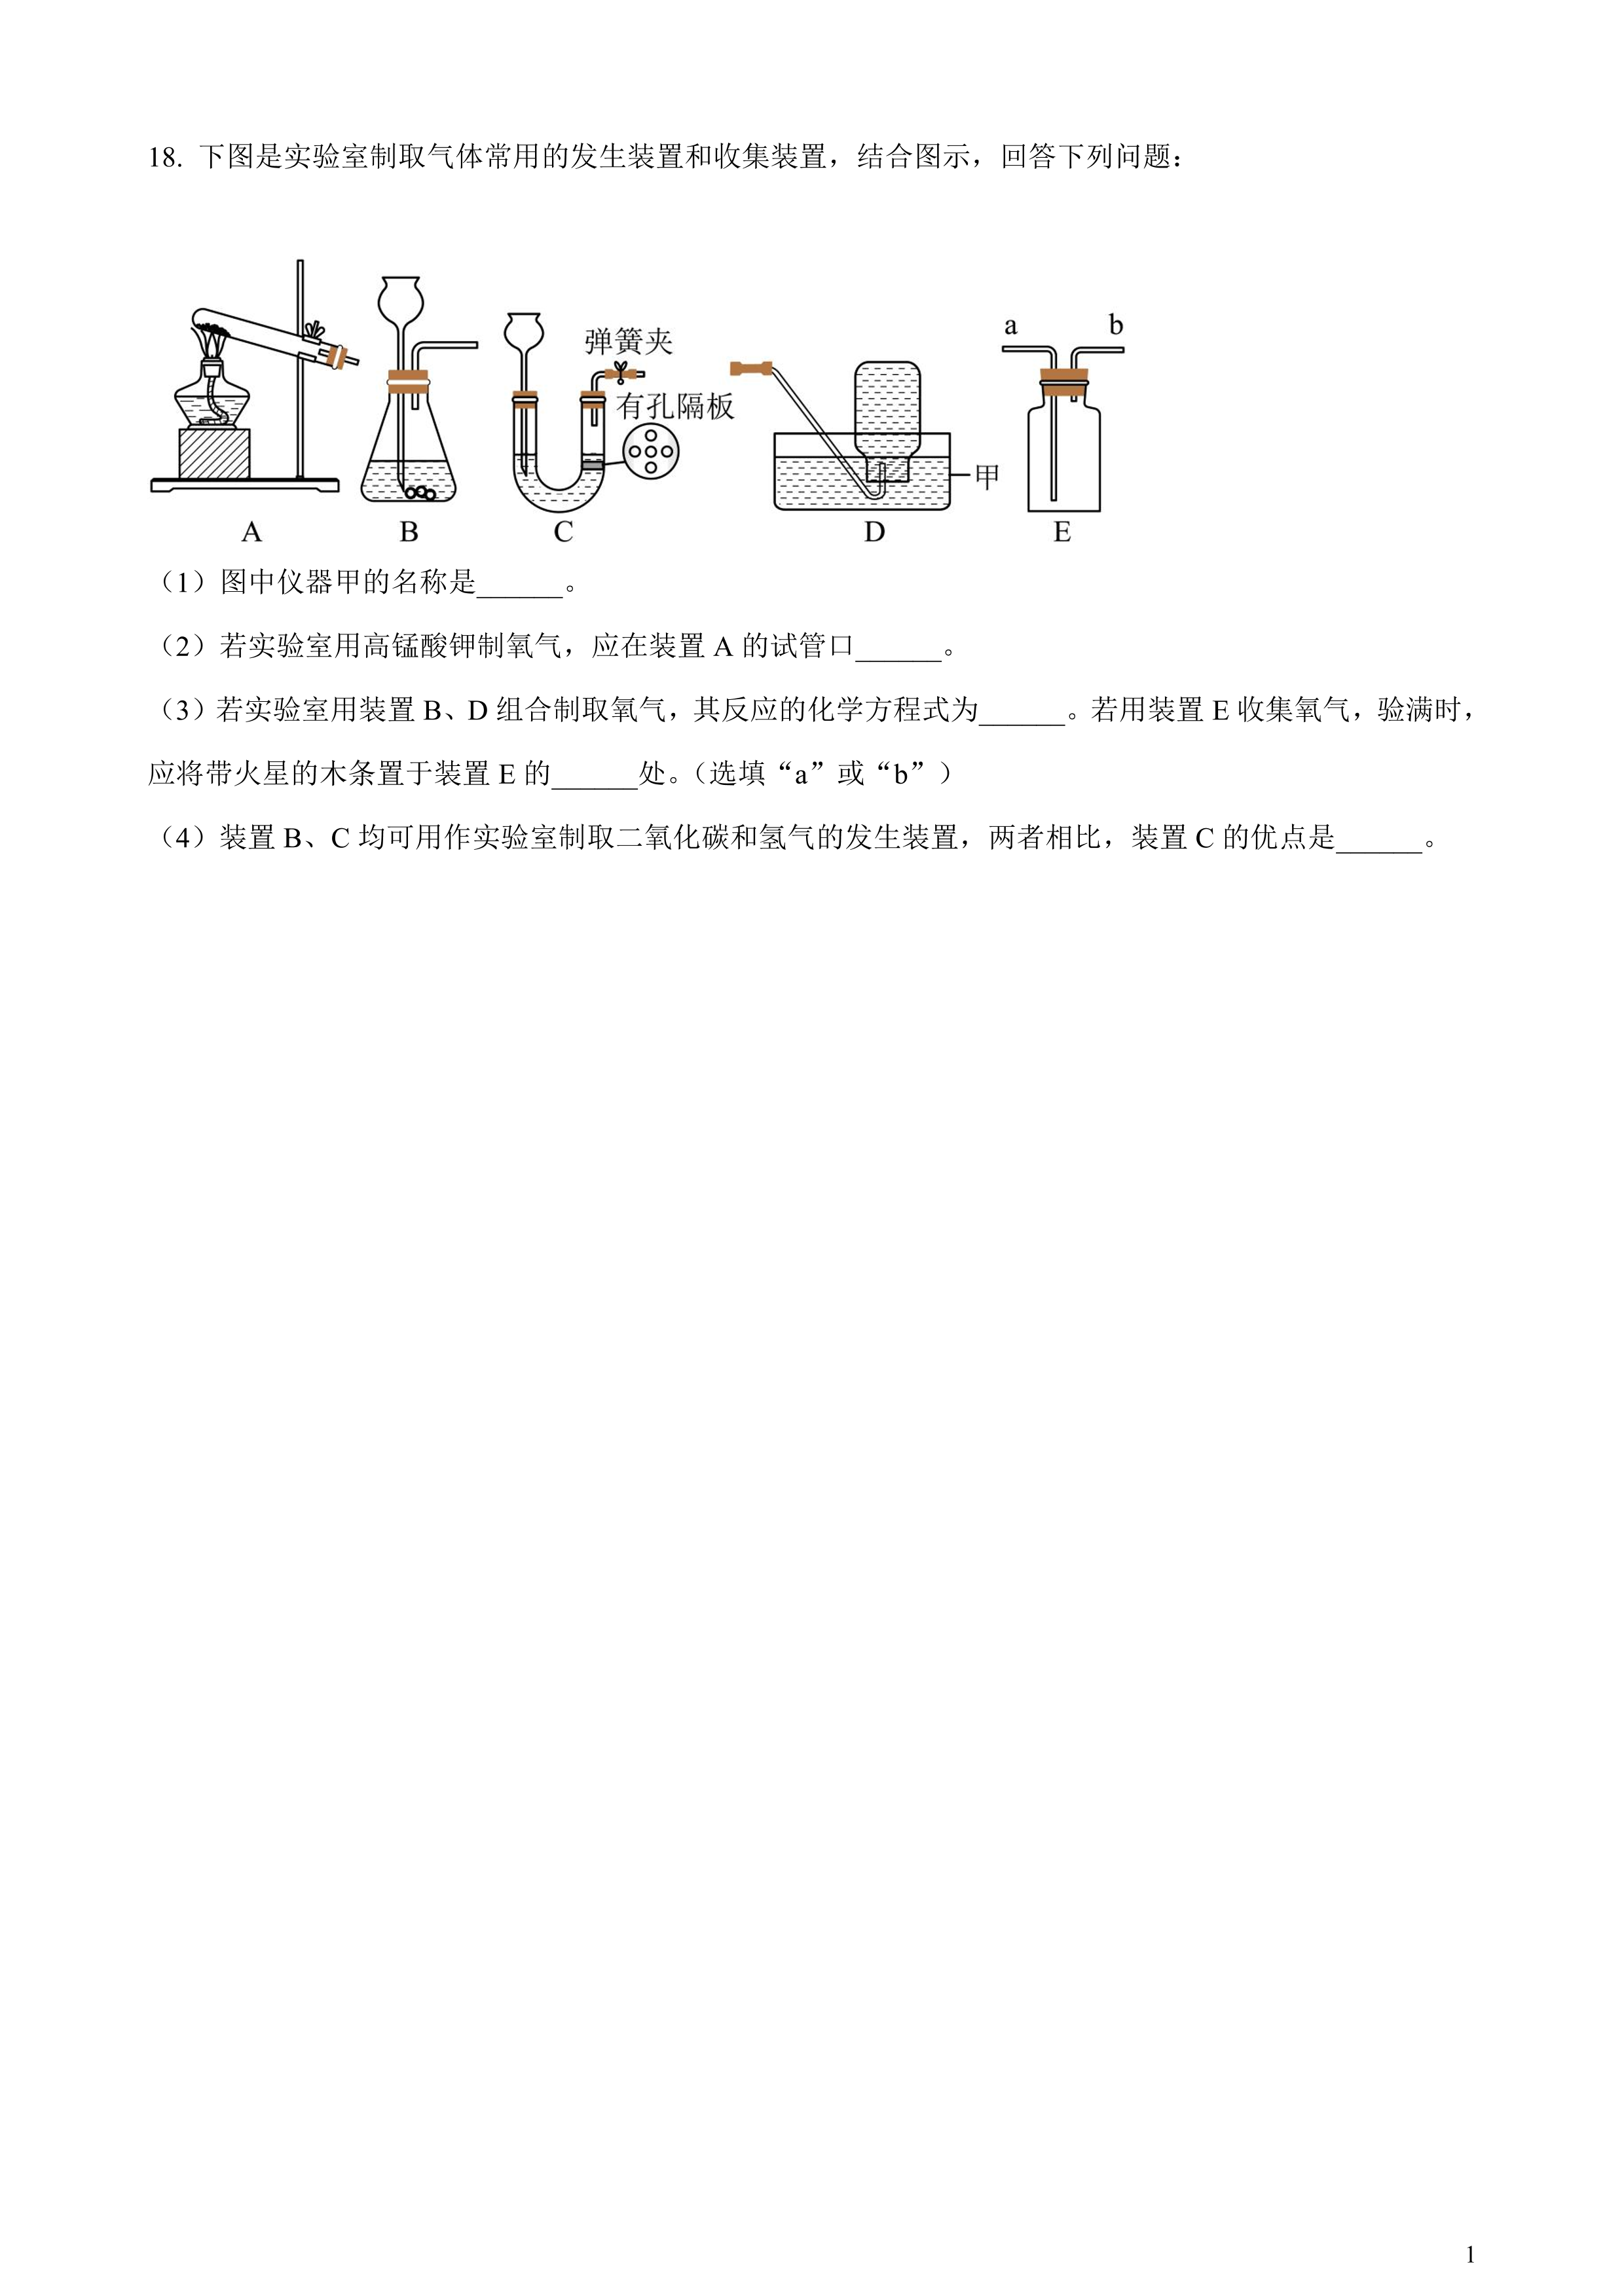 18. 下图是实验室制取气体常用的发生装置和收集装置，结合图示，回答下列问题：
弹簧夹
有孔隔板
甲
a b
A B C D E
（1）图中仪器甲的名称是______。
（2）若实验室用高锰酸钾制氧气，应在装置 A 的试管口______。
（3）若实验室用装置 B、D 组合制取氧气，其反应的化学方程式为______。若用装置 E 收集氧气，验满时，
应将带火星的木条置于装置 E 的______处。（选填“a”或“b”）
（4）装置 B、C 均可用作实验室制取二氧化碳和氢气的发生装置，两者相比，装置 C 的优点是______。
1